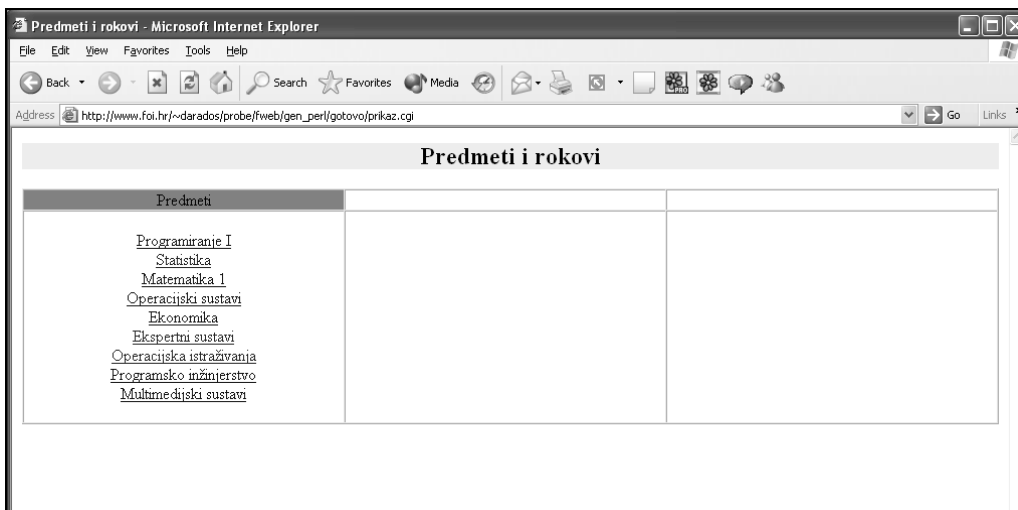 Predmeti i rokovi - Microsoft Internet Explorer
File Edit View Favorites Tools Help
Back Search Favorites Media PRO
Address http://www.foi.hr/~darados/probe/fweb/gen_perl/gotovo/prikaz.cgi Go Links
Predmeti i rokovi
Predmeti
Programiranje I
Statistika
Matematika 1
Operacijski sustavi
Ekonomika
Ekspertni sustavi
Operacijska istraživanja
Programsko inžinjerstvo
Multimedijski sustavi